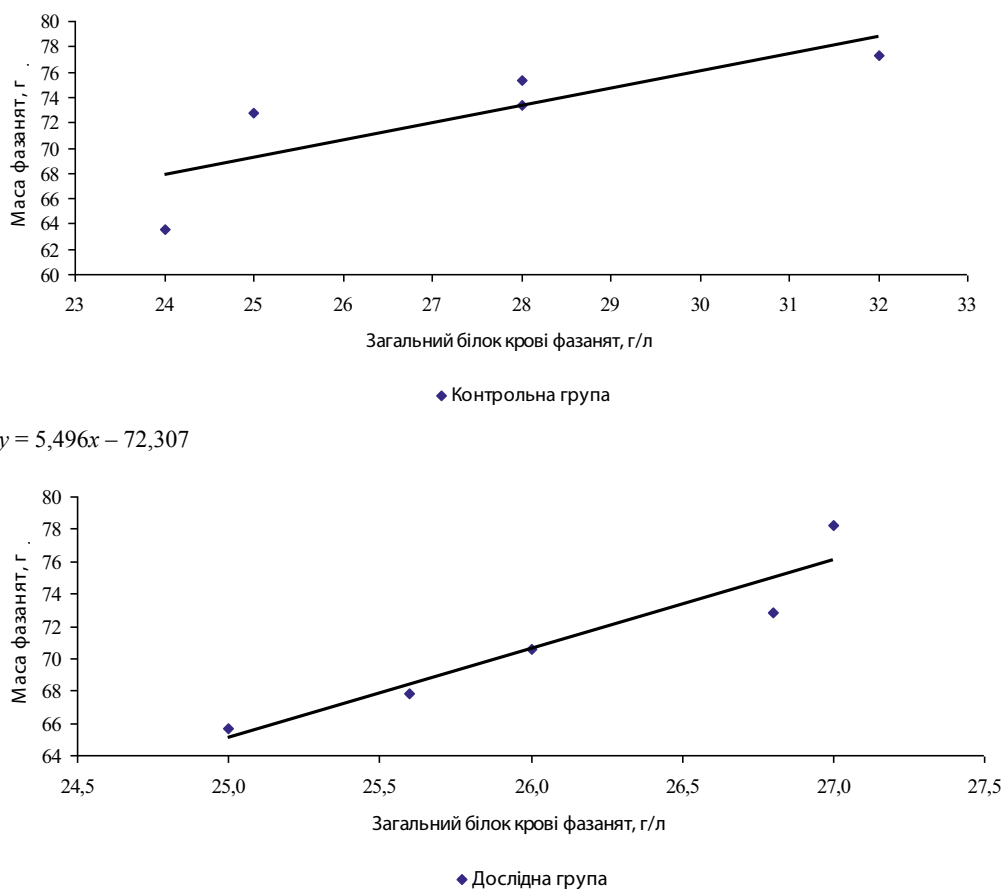 80
78
76
74
72
70
68
66
64
62
60
Маса фазанят, г
23 24 25 26 27 28 29 30 31 32 33
Загальний білок крові фазанят, г/л
Контрольна група
y = 5,496x – 72,307
80
78
76
74
72
70
68
66
64
Маса фазанят, г
24,5 25,0 25,5 26,0 26,5 27,0 27,5
Загальний білок крові фазанят, г/л
Дослідна група